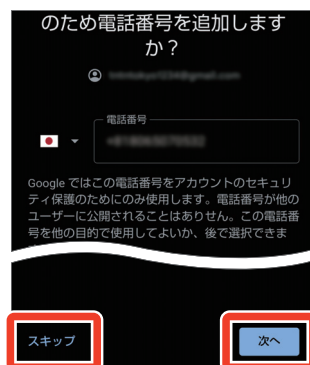 のため電話番号を追加します
か？
電話番号
Google ではこの電話番号をアカウントのセキュリ
ティ保護のためにのみ使用します。電話番号が他の
ユーザーに公開されることはありません。この電話番
号を他の目的で使用してよいか、後で選択できま
スキップ
次へ